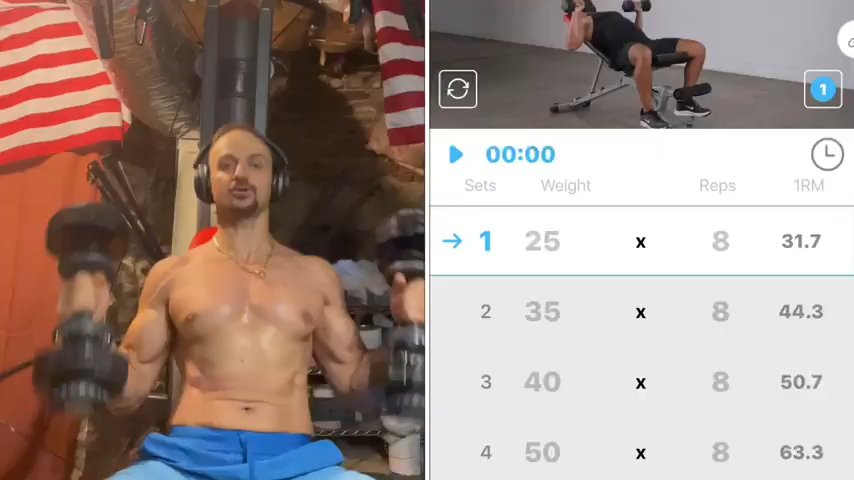 1
00:00
Sets Weight Reps 1RM
1 25 x 8 31.7
2 35 x 8 44.3
3 40 x 8 50.7
4 50 x 8 63.3